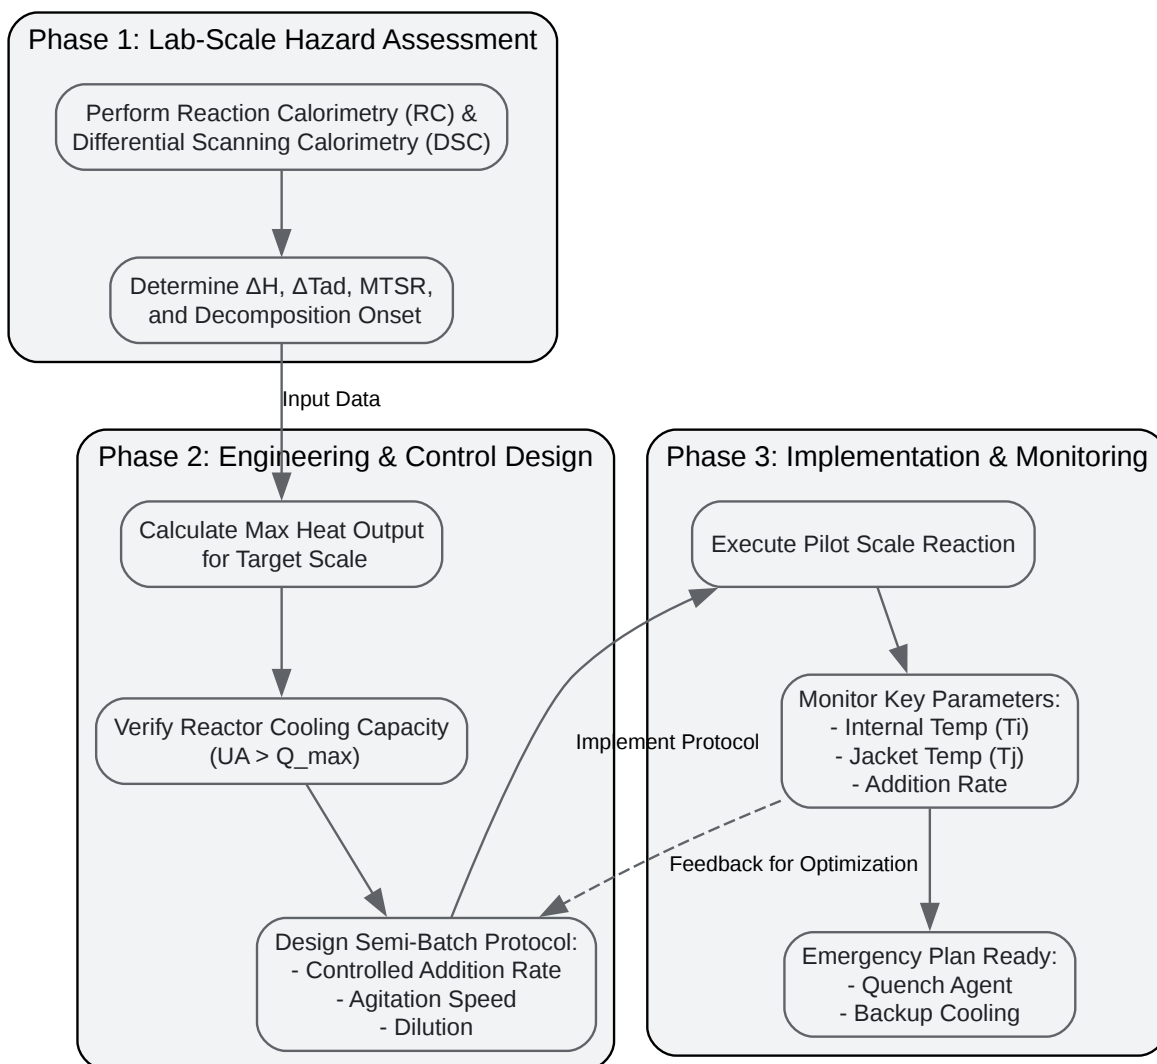 Phase 1: Lab-Scale Hazard Assessment
Perform Reaction Calorimetry (RC) &
Differential Scanning Calorimetry (DSC)
Determine ΔH, ΔTad, MTSR,
and Decomposition Onset
Input Data
Phase 2: Engineering & Control Design
Calculate Max Heat Output
for Target Scale
Verify Reactor Cooling Capacity
(UA > Q_max)
Design Semi-Batch Protocol:
- Controlled Addition Rate
- Agitation Speed
- Dilution
Implement Protocol
Phase 3: Implementation & Monitoring
Execute Pilot Scale Reaction
Monitor Key Parameters:
- Internal Temp (Ti)
- Jacket Temp (Tj)
- Addition Rate
Feedback for Optimization
Emergency Plan Ready:
- Quench Agent
- Backup Cooling